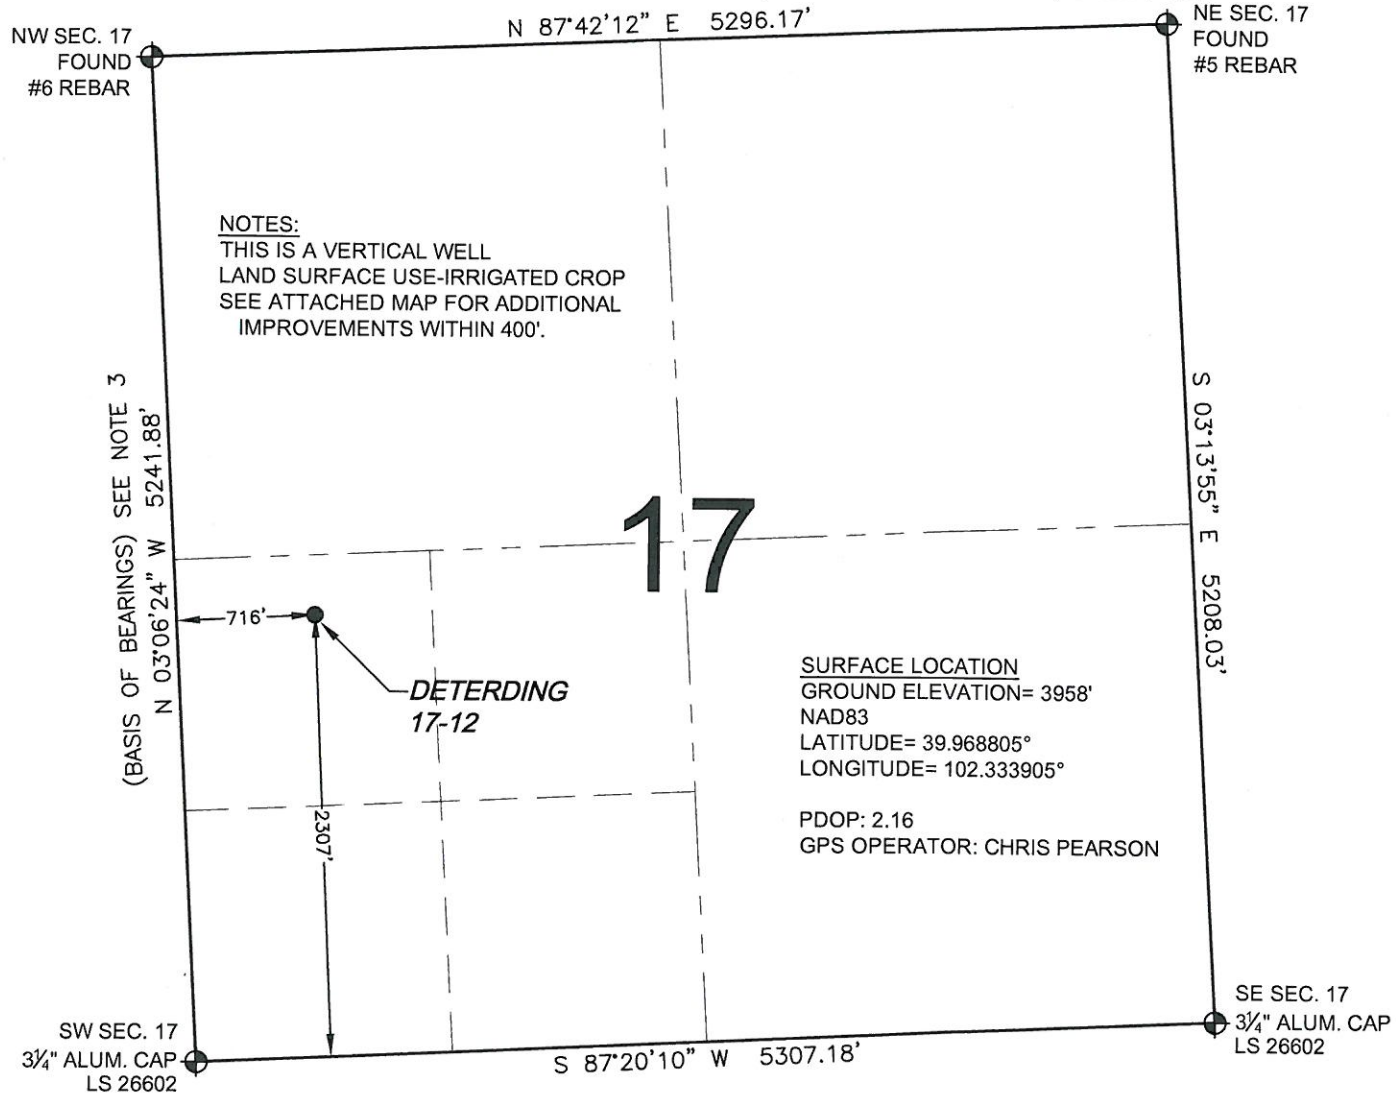 N 87°42'12" E 5296.17'
NW SEC. 17
FOUND
#6 REBAR
NE SEC. 17
FOUND
#5 REBAR
NOTES:
THIS IS A VERTICAL WELL
LAND SURFACE USE-IRRIGATED CROP
SEE ATTACHED MAP FOR ADDITIONAL
IMPROVEMENTS WITHIN 400'.
(BASIS OF BEARINGS) SEE NOTE 3
N 03°06'24" W 5241.88'
S 03°13'55" E 5208.03'
17
716'
DETERDING
17-12
2307'
SURFACE LOCATION
GROUND ELEVATION= 3958'
NAD83
LATITUDE= 39.968805°
LONGITUDE= 102.333905°
PDOP: 2.16
GPS OPERATOR: CHRIS PEARSON
SW SEC. 17
3¼" ALUM. CAP
LS 26602
S 87°20'10" W 5307.18'
SE SEC. 17
3¼" ALUM. CAP
LS 26602